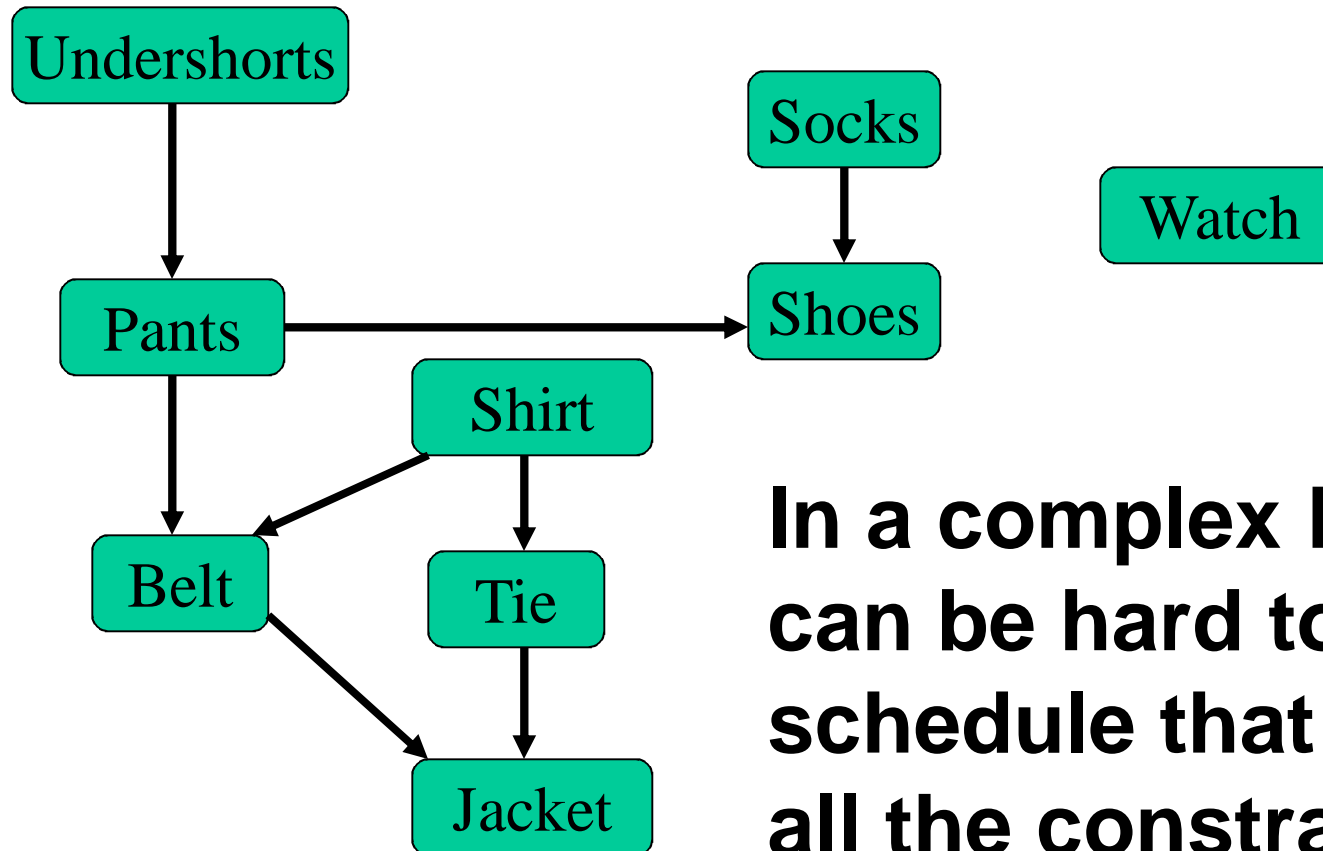 Undershorts
Socks
Watch
Pants
Shoes
Shirt
Belt
Tie
Jacket
In a complex
can be hard to
schedule that
all the constra